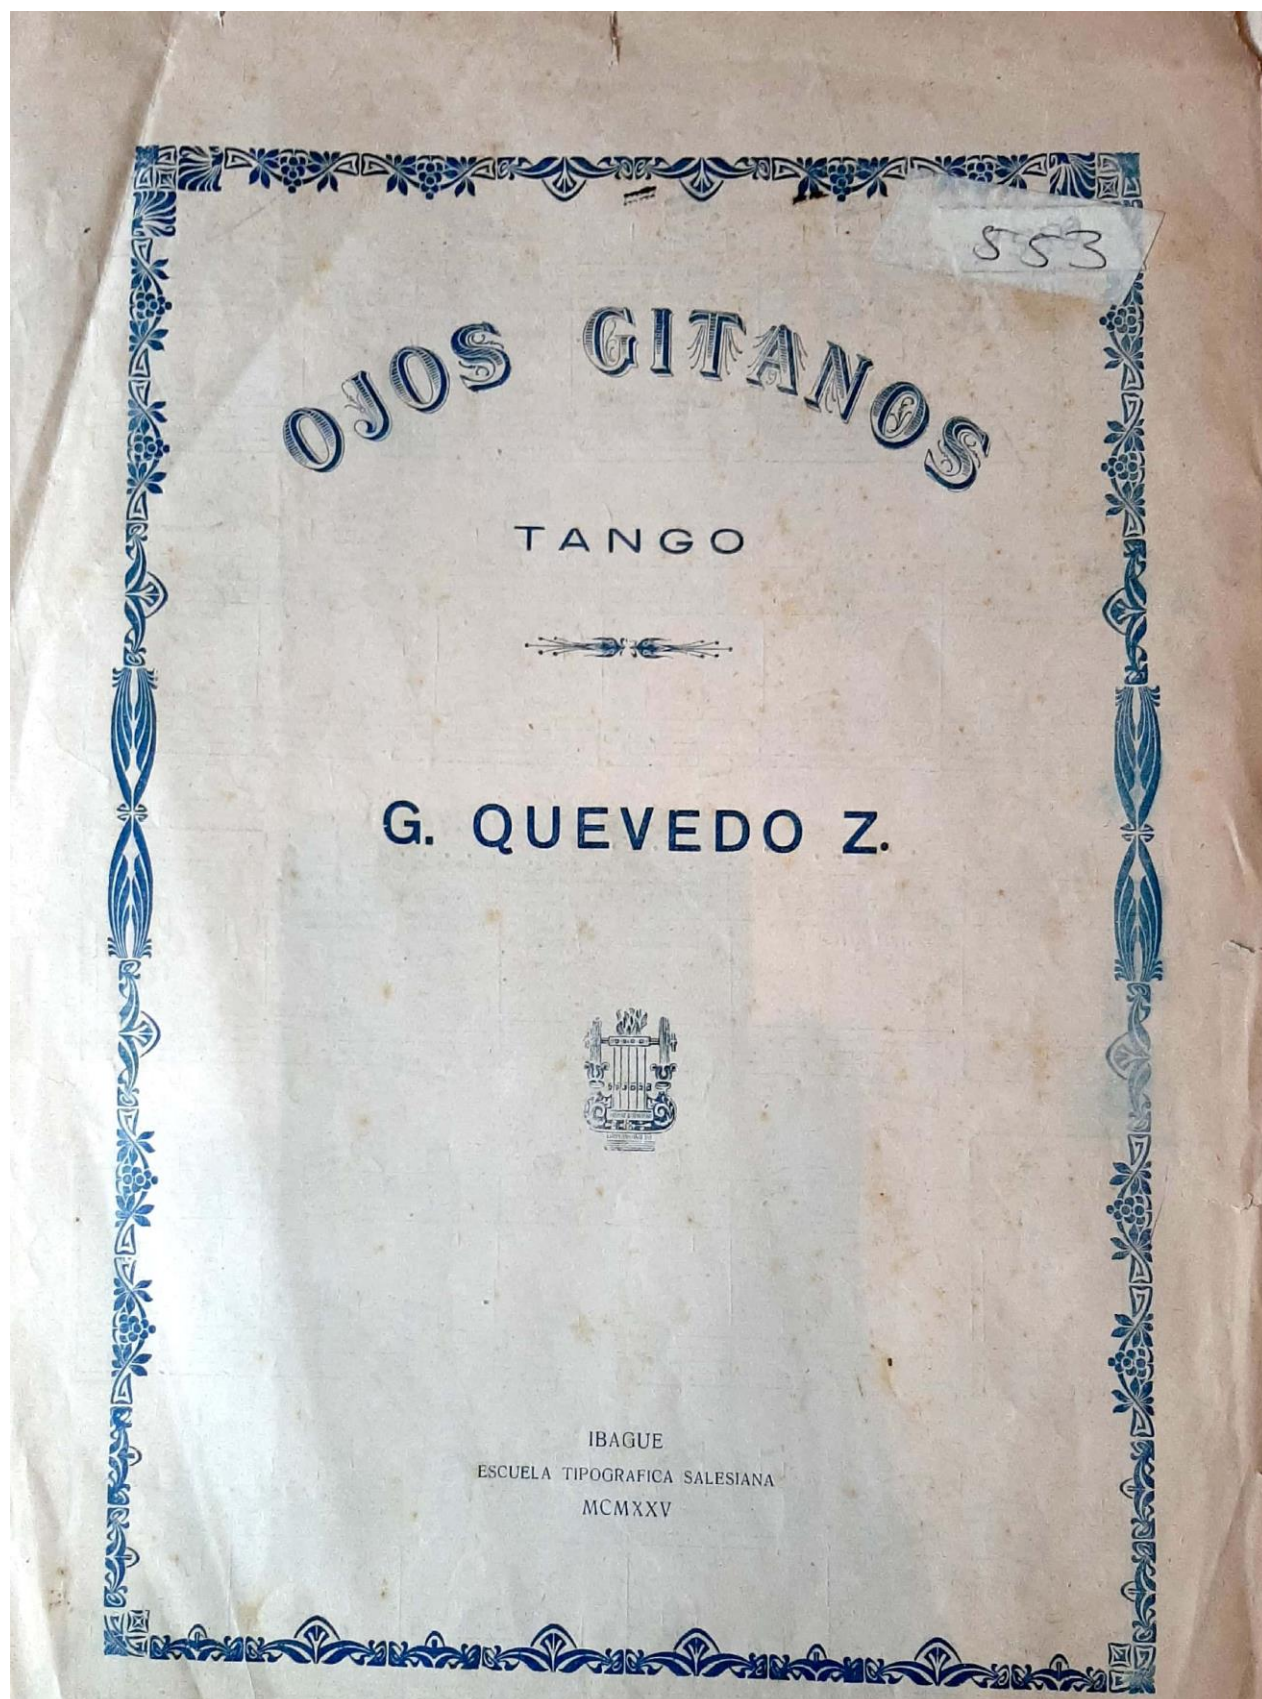 553
OJOS GITANOS
TANGO
G. QUEVEDO Z.
IBAGUE
ESCUELA TIPOGRAFICA SALESIANA
MCMXXV